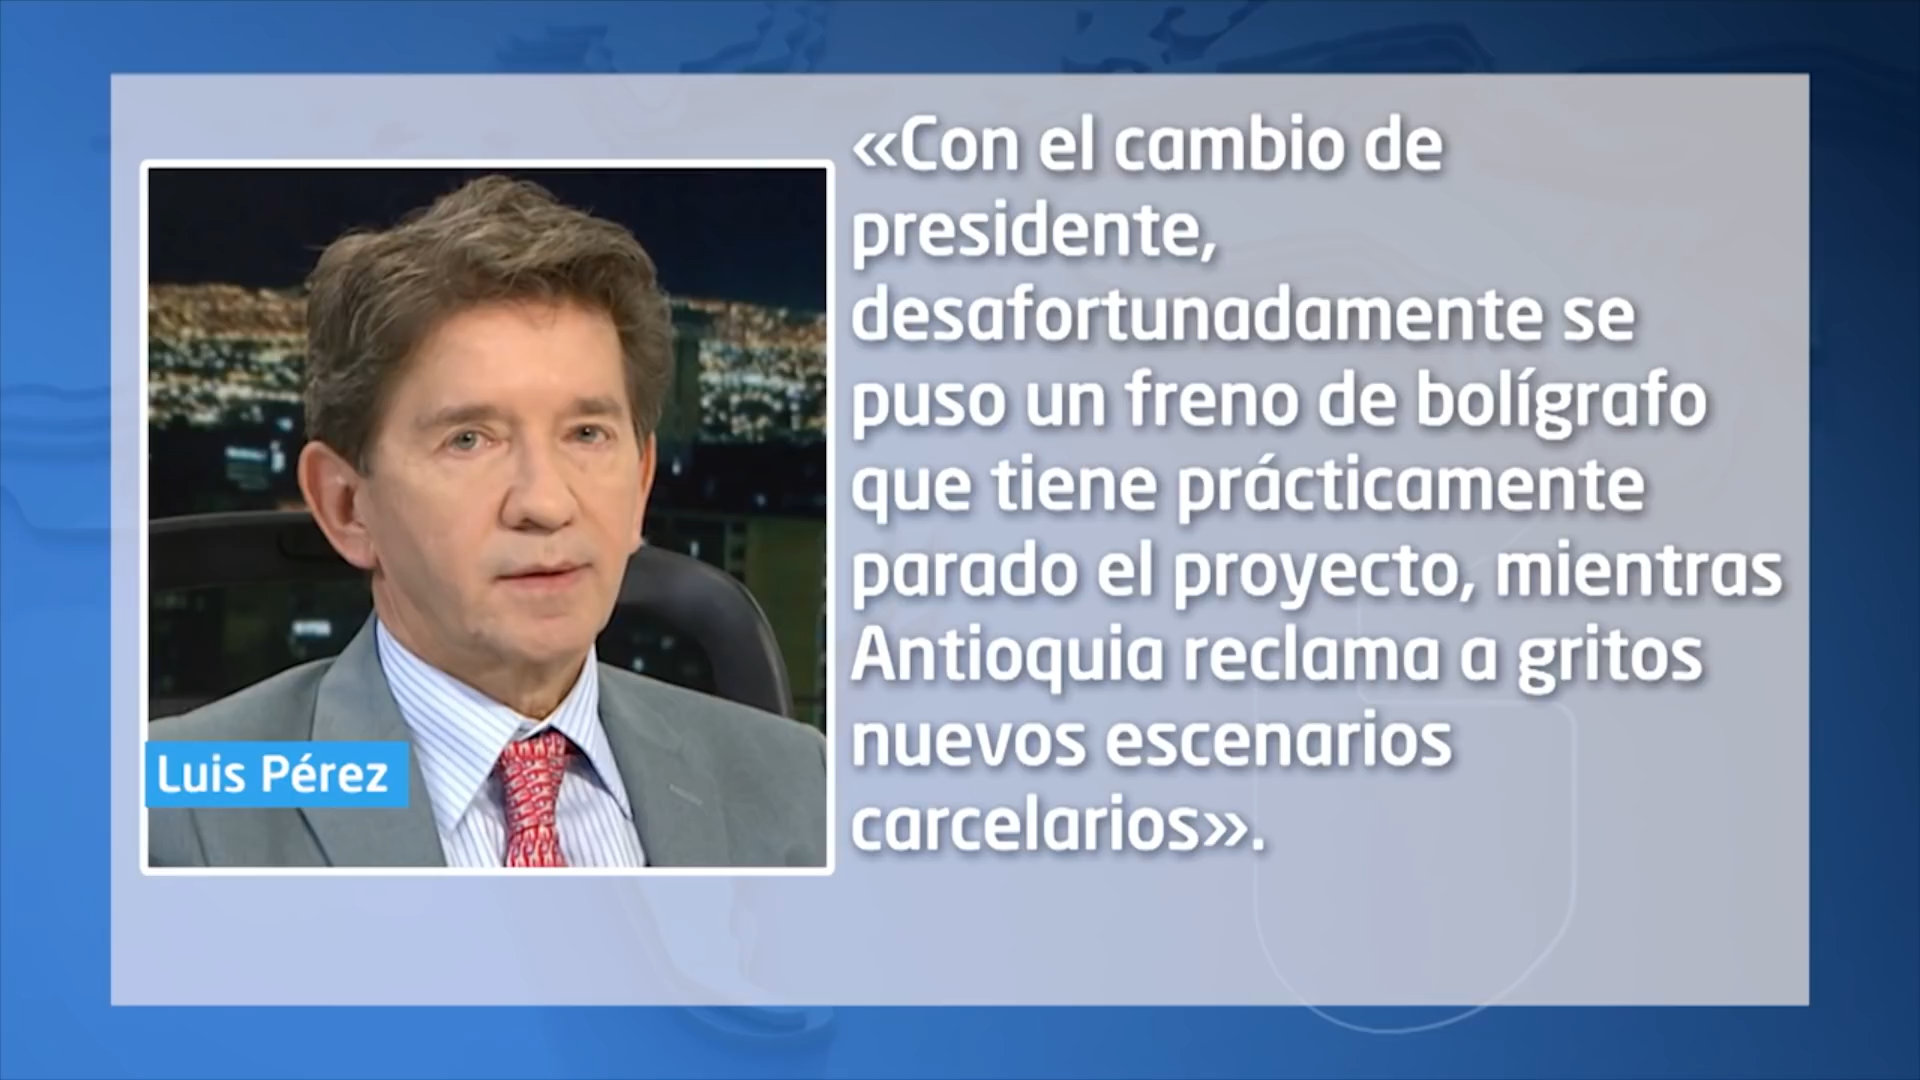 «Con el cambio de
presidente,
desafortunadamente se
puso un freno de bolígrafo
que tiene prácticamente
parado el proyecto, mientras
Antioquia reclama a gritos
nuevos escenarios
carcelarios».
Luis Pérez